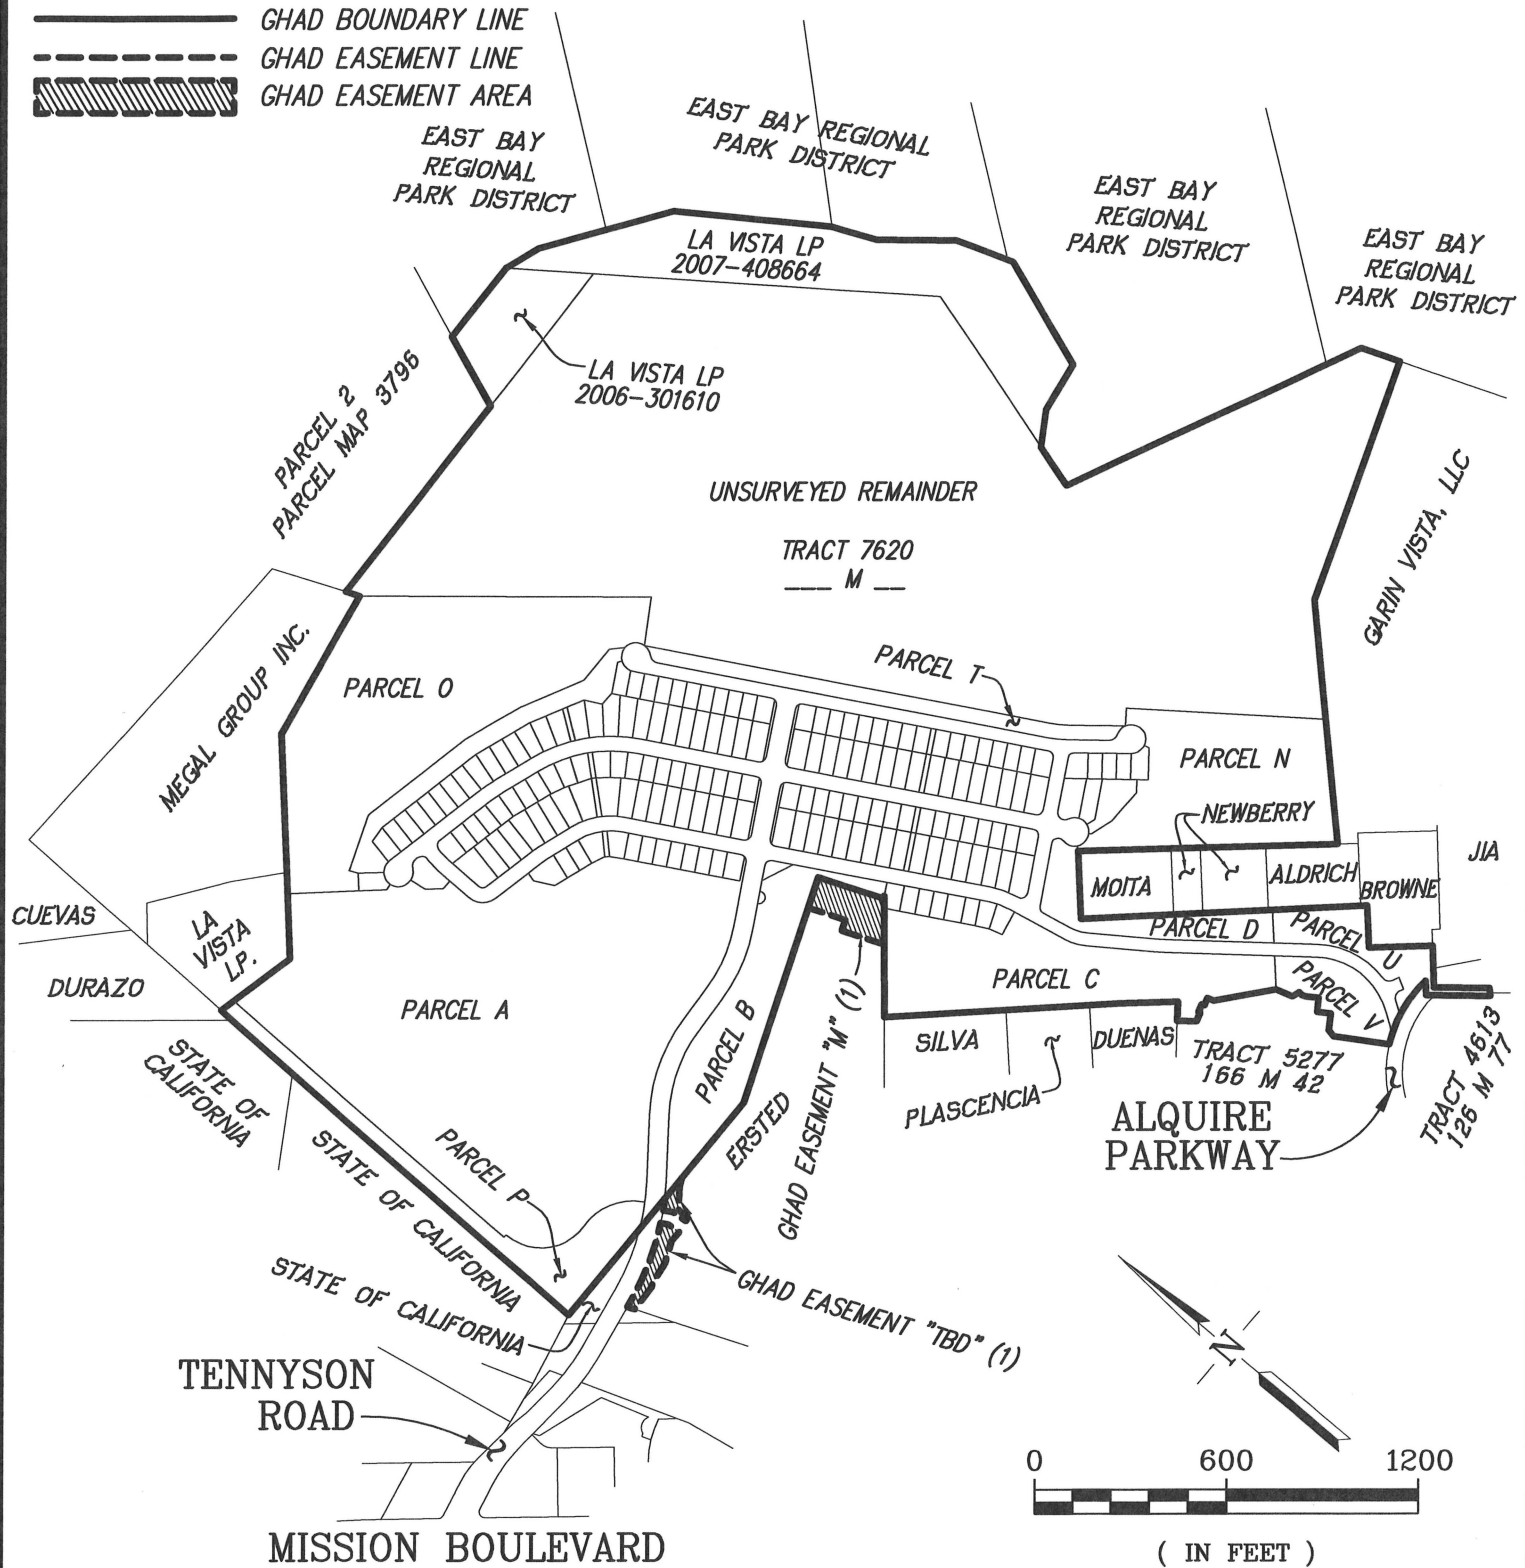 GHAD BOUNDARY LINE
GHAD EASEMENT LINE
GHAD EASEMENT AREA
EAST BAY
REGIONAL
PARK DISTRICT
EAST BAY REGIONAL
PARK DISTRICT
EAST BAY
REGIONAL
PARK DISTRICT
EAST BAY
REGIONAL
PARK DISTRICT
LA VISTA LP
2007-408664
LA VISTA LP
2006-301610
PARCEL 2
PARCEL MAP 3796
UNSURVEYED REMAINDER
TRACT 7620
___ M __
GARIN VISTA, LLC
MEGAL GROUP INC.
PARCEL O
PARCEL T
PARCEL N
NEWBERRY
MOITA
ALDRICH
BROWNE
JIA
CUEVAS
LA
VISTA
LP.
DURAZO
PARCEL A
PARCEL B
PARCEL C
PARCEL D
PARCEL U
PARCEL V
GHAD EASEMENT "M" (1)
SILVA
PLASCENCIA
DUENAS
TRACT 5277
166 M 42
TRACT 4613
126 M 77
ERSTED
STATE OF
CALIFORNIA
STATE OF CALIFORNIA
PARCEL P
STATE OF CALIFORNIA
GHAD EASEMENT "TBD" (1)
ALQUIRE
PARKWAY
TENNYSON
ROAD
MISSION BOULEVARD
N
0 600 1200
( IN FEET )